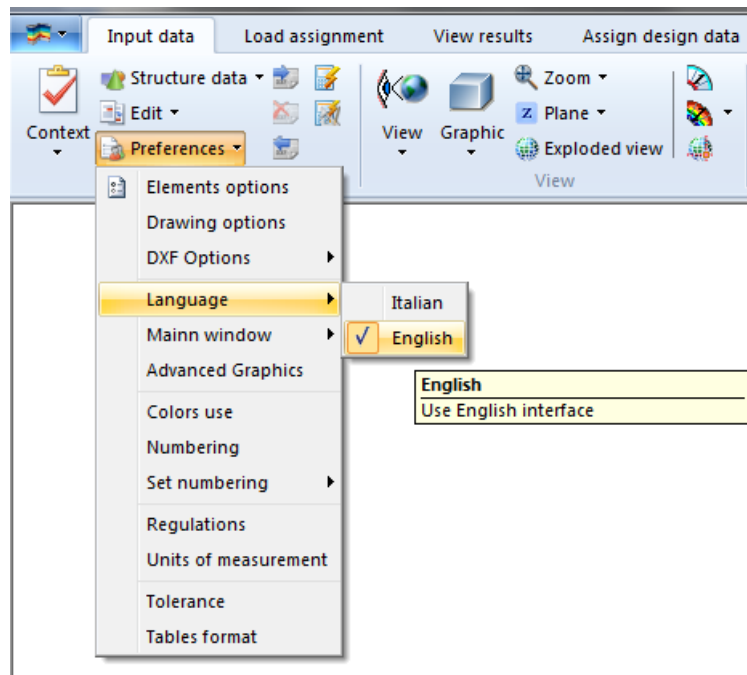 Input data
Load assignment
View results
Assign design data
Structure data
Edit
Preferences
Context
View
Graphic
Zoom
Z Plane
Exploded view
View
Elements options
Drawing options
DXF Options
Language
Mainn window
Advanced Graphics
Colors use
Numbering
Set numbering
Regulations
Units of measurement
Tolerance
Tables format
Italian
English
English
Use English interface